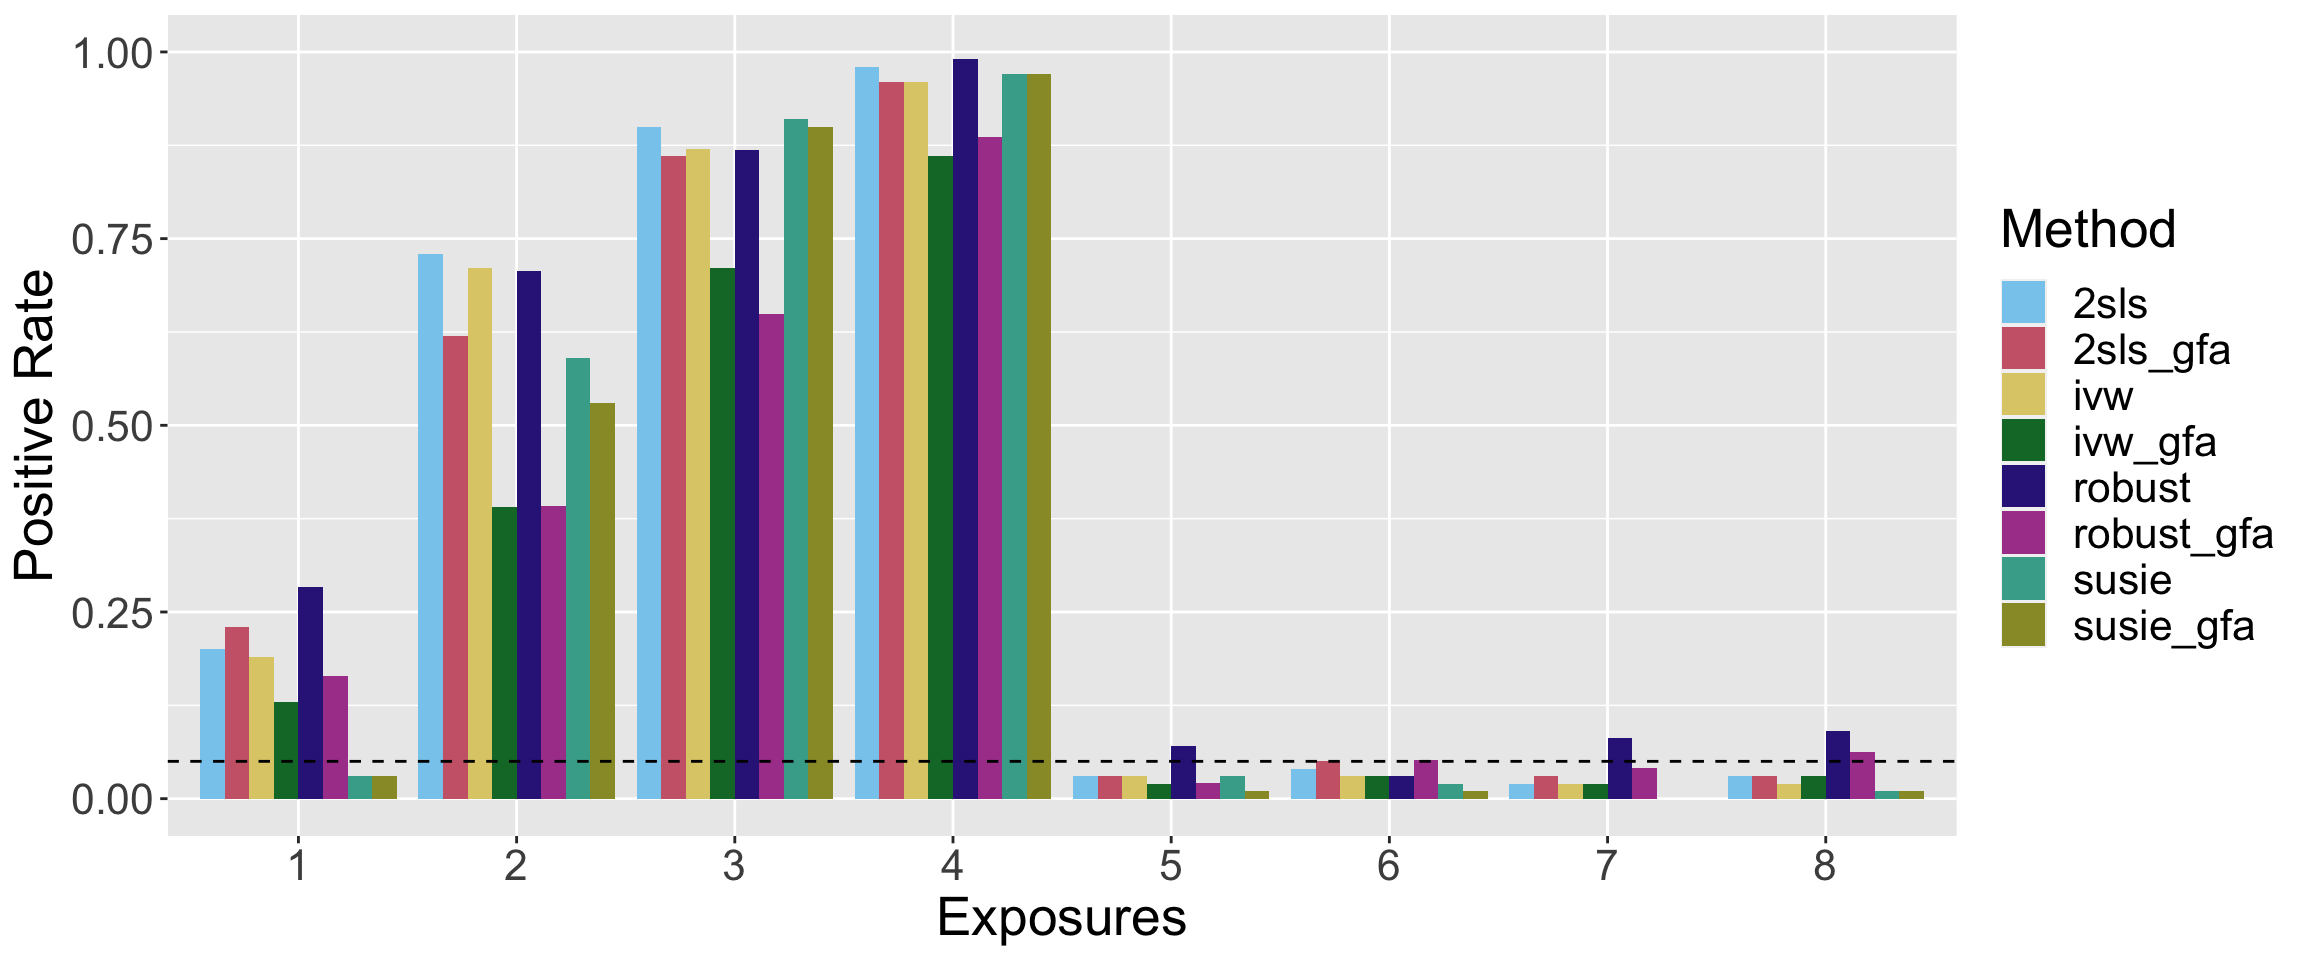 Positive Rate
1.00
0.75
0.50
0.25
0.00
1 2 3 4 5 6 7 8
Exposures
Method
2sls
2sls_gfa
ivw
ivw_gfa
robust
robust_gfa
susie
susie_gfa